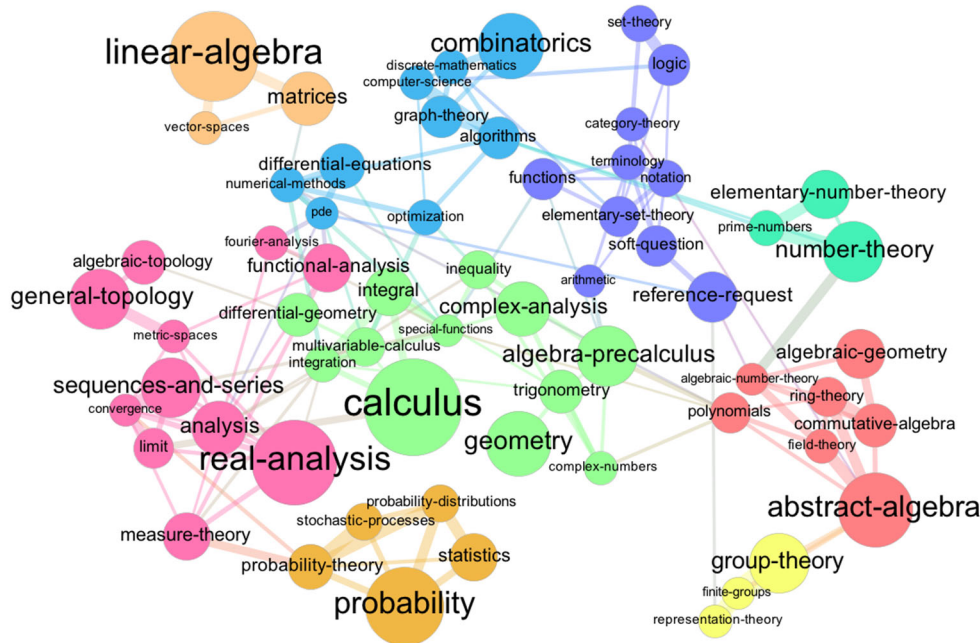 set-theory
linear-algebra
combinatorics
discrete-mathematics
logic
computer-science
matrices
graph-theory
category-theory
vector-spaces
algorithms
differential-equations
terminology
numerical-methods
functions
notation
elementary-number-theory
pde
optimization
elementary-set-theory
prime-numbers
fourier-analysis
soft-question
number-theory
algebraic-topology
functional-analysis
inequality
arithmetic
general-topology
integral
reference-request
differential-geometry
complex-analysis
metric-spaces
special-functions
multivariable-calculus
algebra-precalculus
algebraic-geometry
integration
algebraic-number-theory
sequences-and-series
trigonometry
ring-theory
convergence
calculus
polynomials
analysis
commutative-algebra
limit
real-analysis
geometry
field-theory
complex-numbers
probability-distributions
abstract-algebra
stochastic-processes
measure-theory
statistics
probability-theory
group-theory
finite-groups
probability
representation-theory